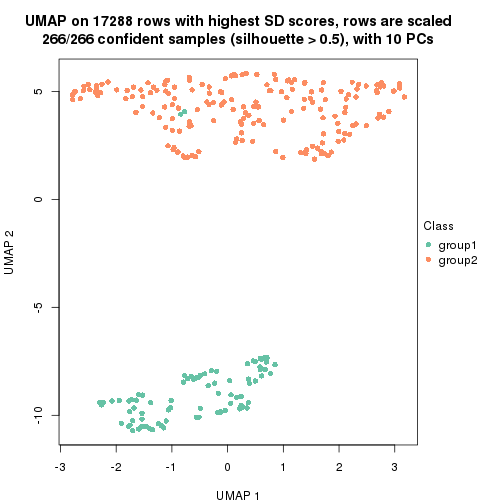 UMAP on 17288 rows with highest SD scores, rows are scaled
266/266 confident samples (silhouette > 0.5), with 10 PCs
5
0
-5
-10
UMAP 2
-3 -2 -1 0 1 2 3
UMAP 1
Class
group1
group2